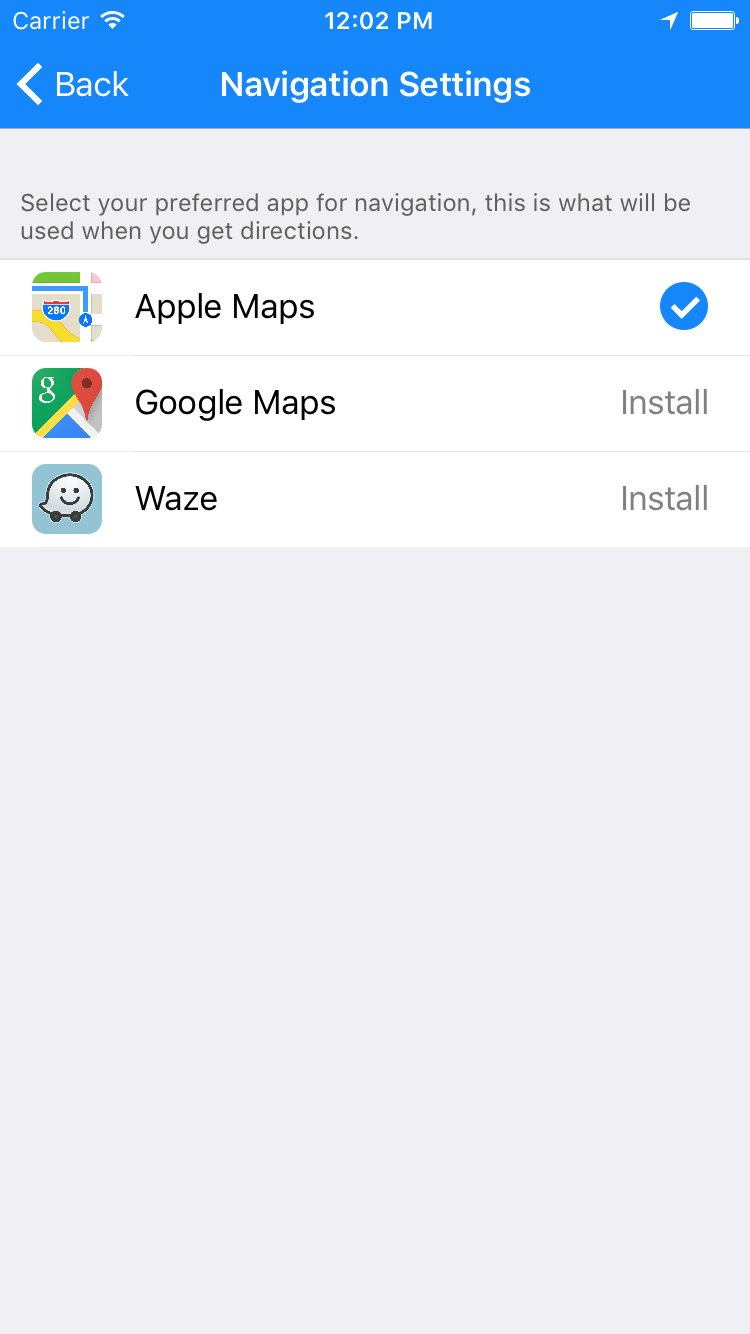 Carrier 12:02 PM
Back Navigation Settings
Select your preferred app for navigation, this is what will be
used when you get directions.
280
Apple Maps
g
Google Maps Install
Waze Install